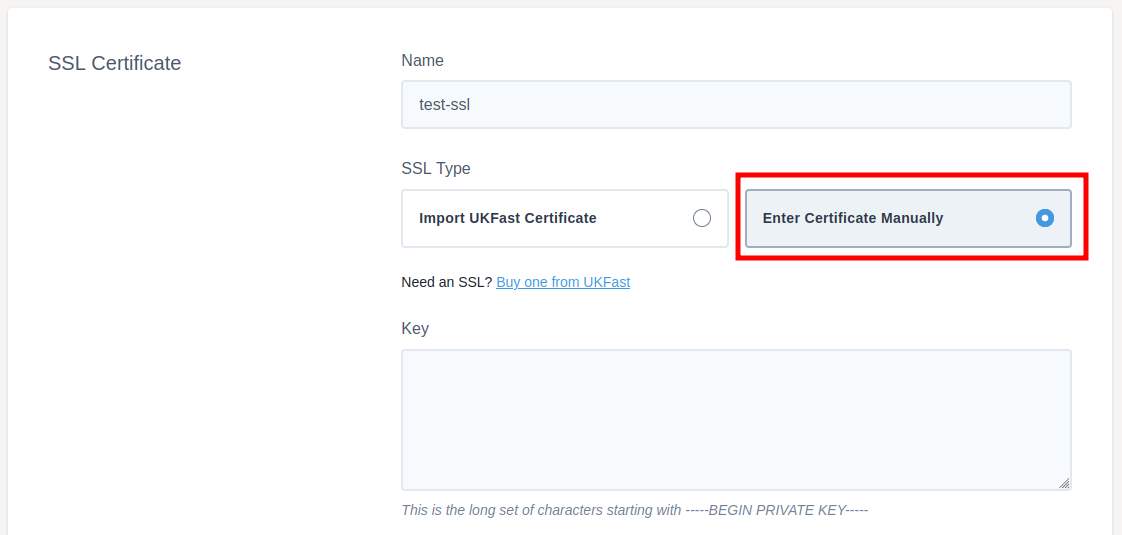 SSL Certificate
Name
test-ssl
SSL Type
Import UKFast Certificate
Enter Certificate Manually
Need an SSL? Buy one from UKFast
Key
This is the long set of characters starting with -----BEGIN PRIVATE KEY-----